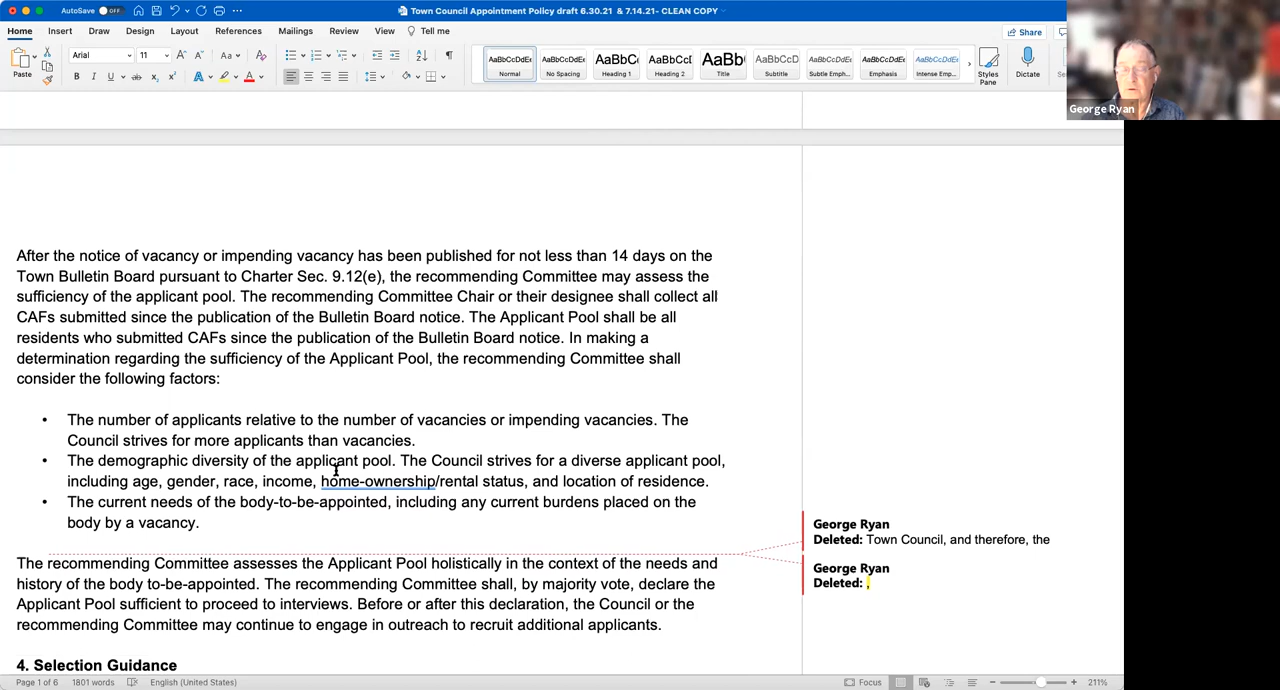 AutoSave OFF
Town Council Appointment Policy draft 6.30.21 & 7.14.21- CLEAN COPY
Home Insert Draw Design Layout References Mailings Review View Tell me
Share
Paste
Arial 11
AaBbCcDdEe AaBbCcDdEe AaBbC AaBbCcD AaBb AaBbCcD AaBbCcDdEe AaBbCcDdEe AaBbCcDdEe
Normal No Spacing Heading 1 Heading 2 Title Subtitle Subtle Emph... Emphasis Intense Emp...
Styles Pane
Dictate
George Ryan
After the notice of vacancy or impending vacancy has been published for not less than 14 days on the
Town Bulletin Board pursuant to Charter Sec. 9.12(e), the recommending Committee may assess the
sufficiency of the applicant pool. The recommending Committee Chair or their designee shall collect all
CAFs submitted since the publication of the Bulletin Board notice. The Applicant Pool shall be all
residents who submitted CAFs since the publication of the Bulletin Board notice. In making a
determination regarding the sufficiency of the Applicant Pool, the recommending Committee shall
consider the following factors:
• The number of applicants relative to the number of vacancies or impending vacancies. The
Council strives for more applicants than vacancies.
• The demographic diversity of the applicant pool. The Council strives for a diverse applicant pool,
including age, gender, race, income, home-ownership/rental status, and location of residence.
• The current needs of the body-to-be-appointed, including any current burdens placed on the
body by a vacancy.
George Ryan
Deleted: Town Council, and therefore, the
George Ryan
Deleted: ,
The recommending Committee assesses the Applicant Pool holistically in the context of the needs and
history of the body to-be-appointed. The recommending Committee shall, by majority vote, declare the
Applicant Pool sufficient to proceed to interviews. Before or after this declaration, the Council or the
recommending Committee may continue to engage in outreach to recruit additional applicants.
4. Selection Guidance
Page 1 of 6 1801 words English (United States) Focus 211%